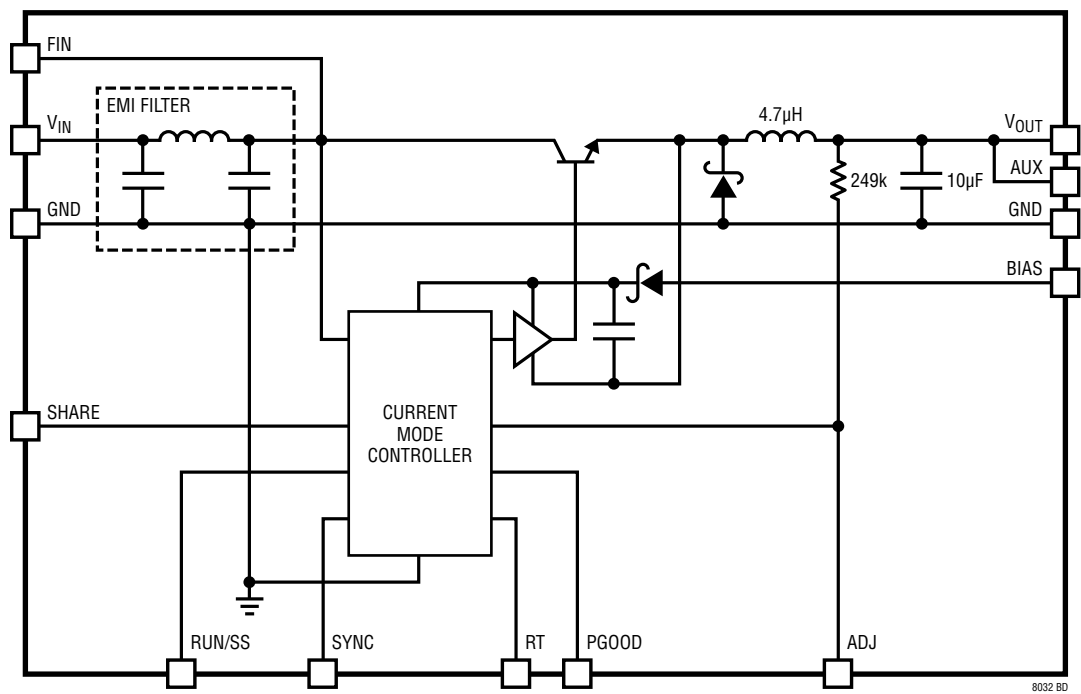 FIN
EMI FILTER
VIN
4.7µH
VOUT
AUX
249k
10µF
GND
GND
BIAS
SHARE
CURRENT
MODE
CONTROLLER
RUN/SS
SYNC
RT
PGOOD
ADJ
8032 BD